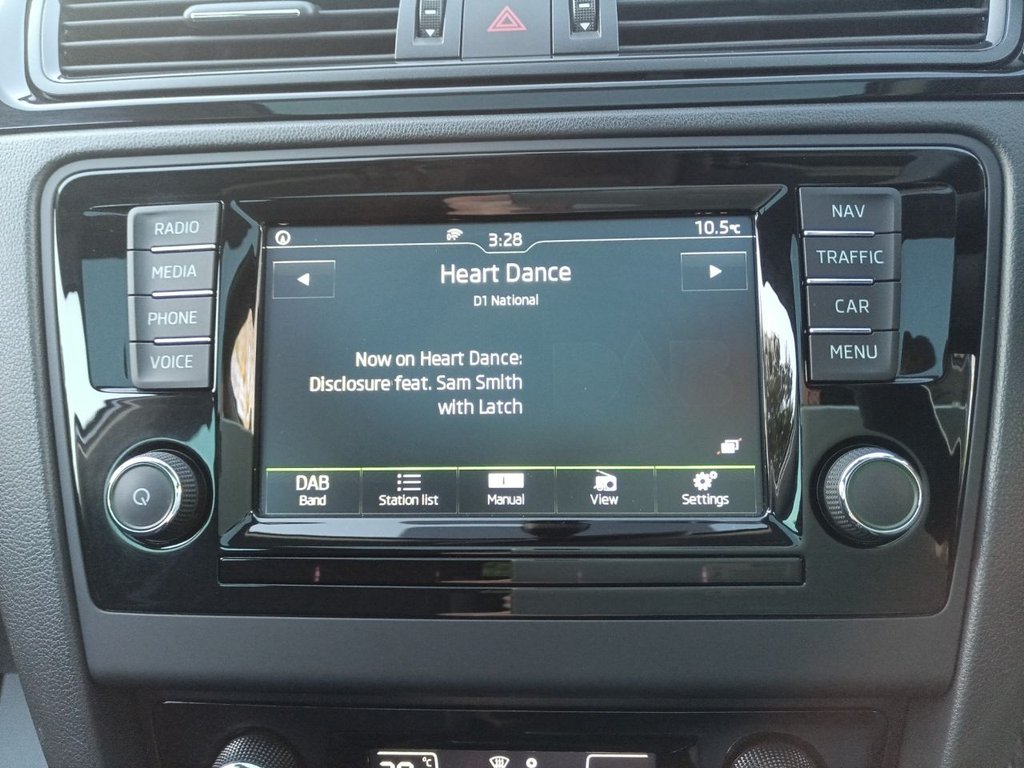 RADIO
MEDIA
PHONE
VOICE
3:28
10.5°C
Heart Dance
D1 National
Now on Heart Dance:
Disclosure feat. Sam Smith
with Latch
DAB
Band
Station list
Manual
View
Settings
NAV
TRAFFIC
CAR
MENU
°C